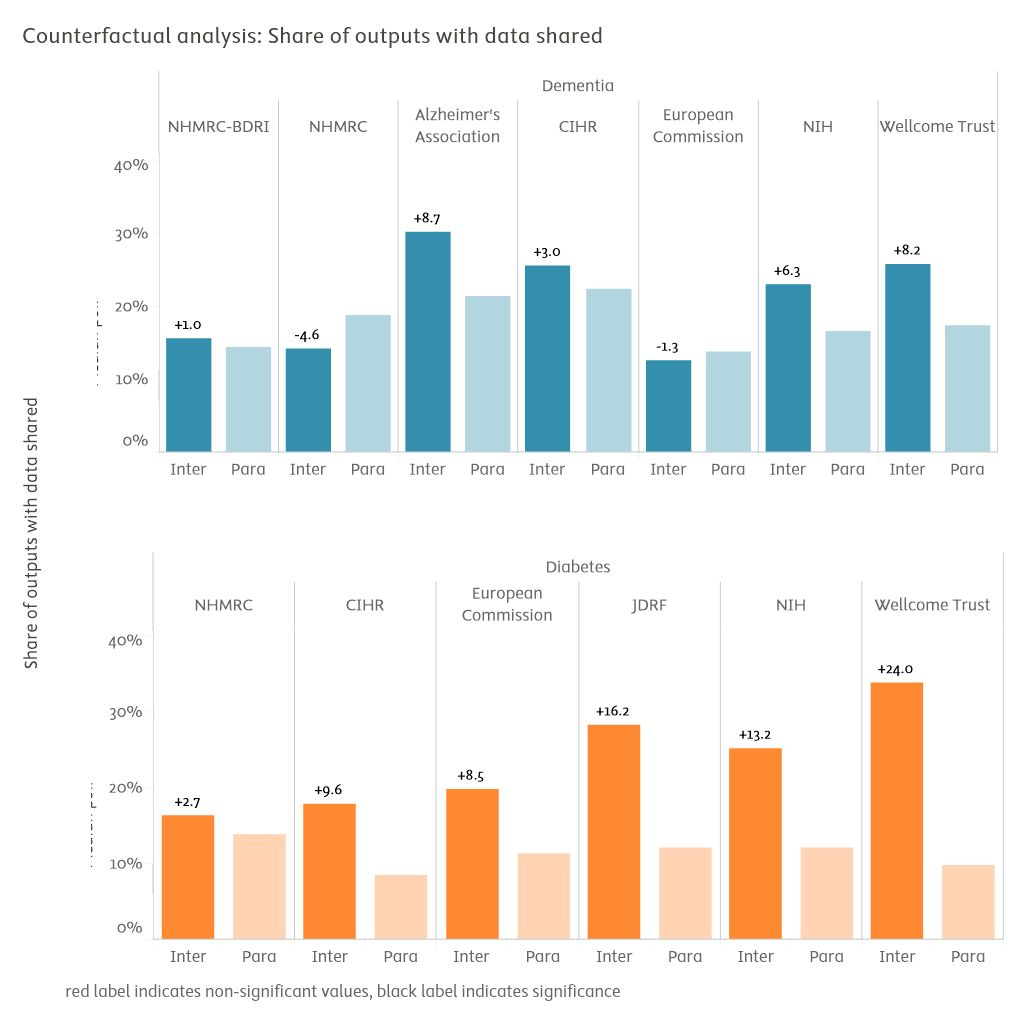 Counterfactual analysis: Share of outputs with data shared
Dementia
NHMRC-BDRI NHMRC Alzheimer's Association CIHR European Commission NIH Wellcome Trust
40%
30%
20%
10%
0%
+1.0 -4.6 +8.7 +3.0 -1.3 +6.3 +8.2
Inter Para Inter Para Inter Para Inter Para Inter Para Inter Para Inter Para
Share of outputs with data shared
Diabetes
NHMRC CIHR European Commission JDRF NIH Wellcome Trust
40%
30%
20%
10%
0%
+2.7 +9.6 +8.5 +16.2 +13.2 +24.0
Inter Para Inter Para Inter Para Inter Para Inter Para Inter Para
red label indicates non-significant values, black label indicates significance